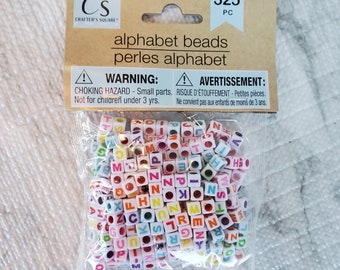 CS
325
CRAFTER'S SQUARE
PC
alphabet beads
perles alphabet
WARNING:
CHOKING HAZARD - Small parts.
Not for children under 3 yrs.
AVERTISSEMENT:
RISQUE D'ÉTOUFFEMENT - Petites pièces.
Ne convient pas aux enfants de moins de 3 ans.